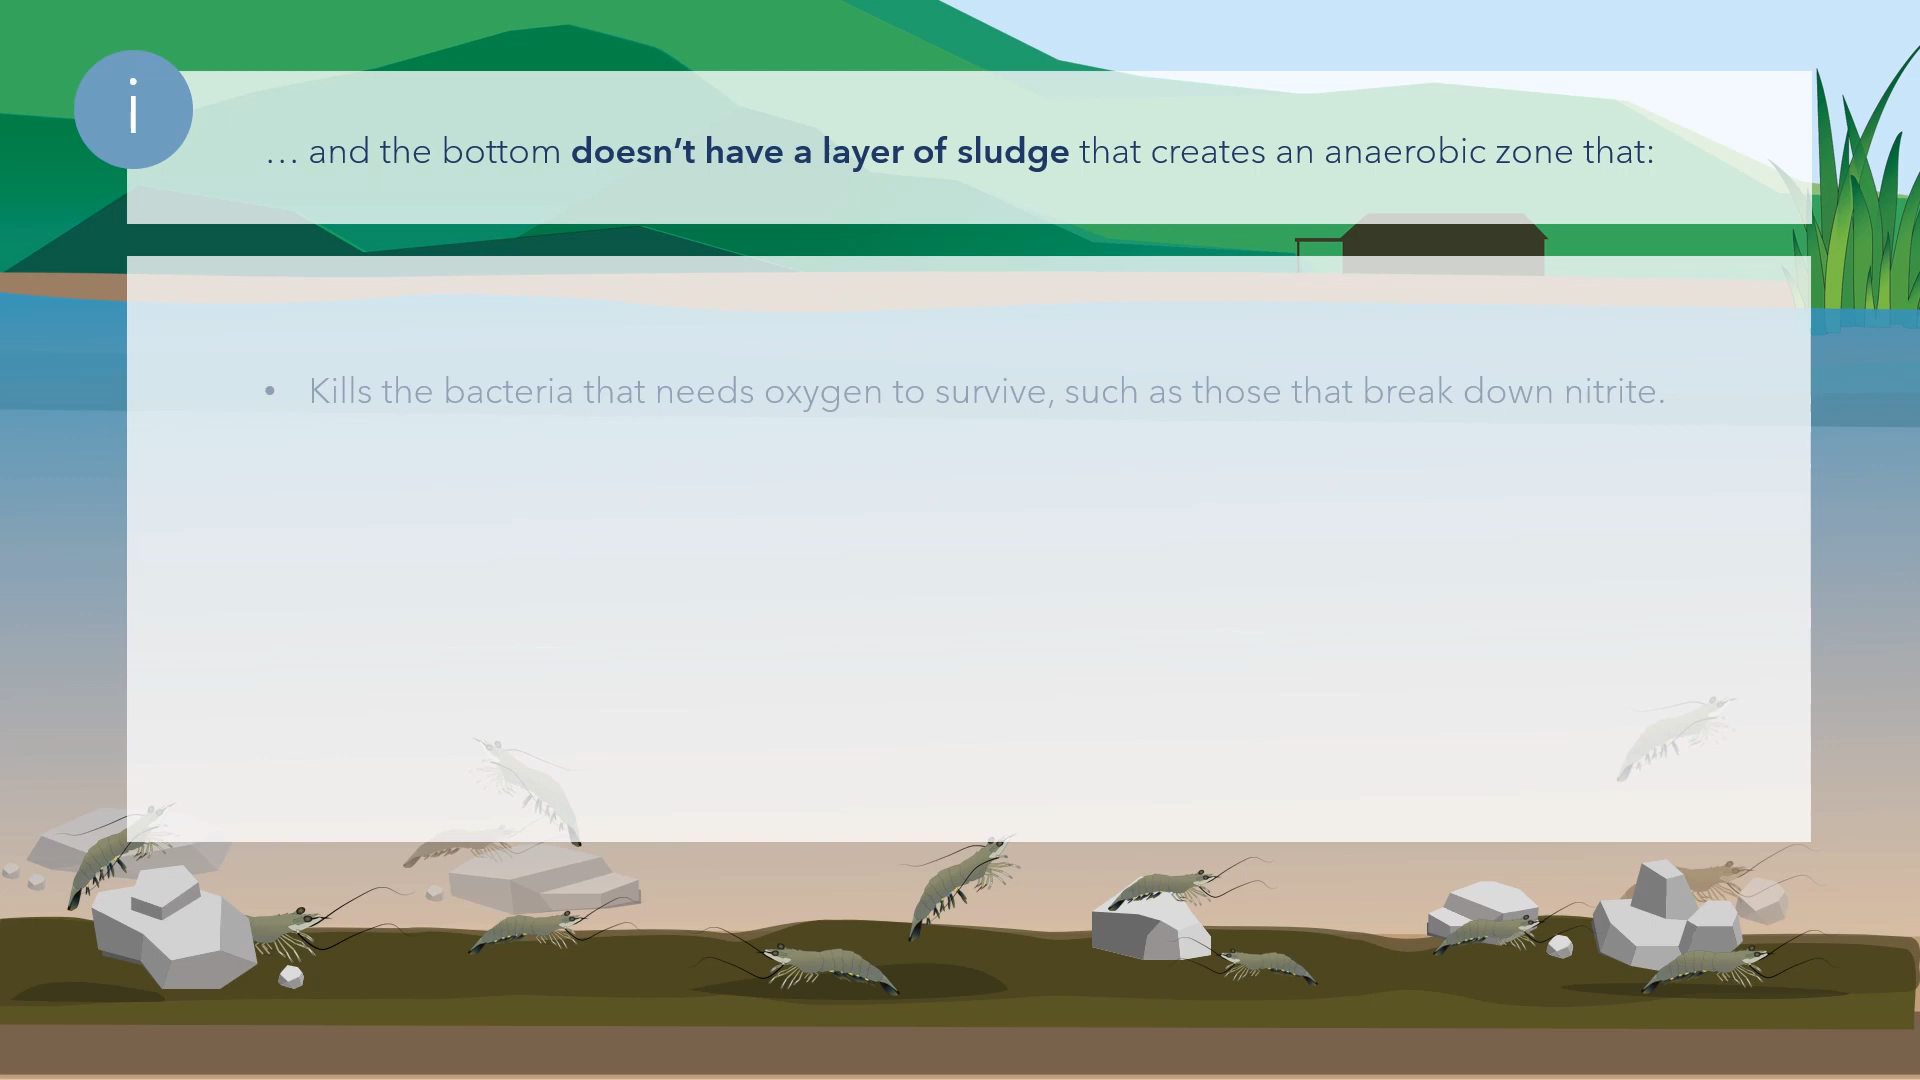 i
… and the bottom doesn’t have a layer of sludge that creates an anaerobic zone that:
• Kills the bacteria that needs oxygen to survive, such as those that break down nitrite.